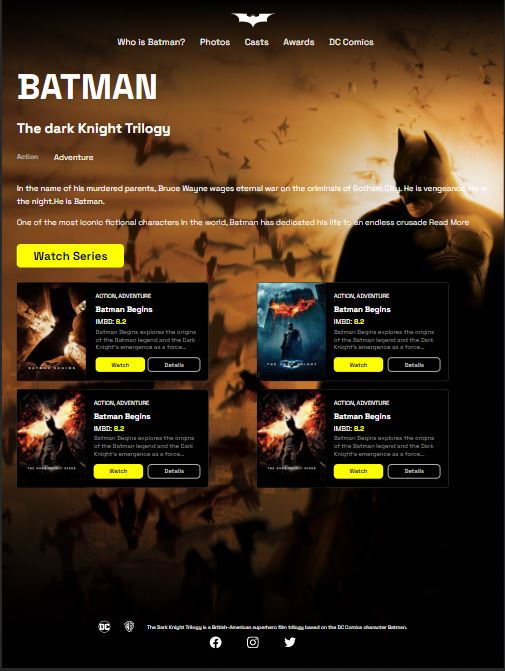 Who is Batman? Photos Casts Awards DC Comics
BATMAN
The dark Knight Trilogy
Action Adventure
In the name of his murdered parents, Bruce Wayne wages eternal war on the criminals of Gotham City. He is vengeance. He is
the night.He is Batman.
One of the most iconic fictional characters in the world, Batman has dedicated his life to an endless crusade Read More
Watch Series
ACTION, ADVENTURE
Batman Begins
IMBD: 8.2
Batman Begins explores the origins
of the Batman legend and the Dark
Knight's emergence as a force...
Watch Details
BATMAN BEGINS
ACTION, ADVENTURE
Batman Begins
IMBD: 8.2
Batman Begins explores the origins
of the Batman legend and the Dark
Knight's emergence as a force...
Watch Details
ACTION, ADVENTURE
Batman Begins
IMBD: 8.2
Batman Begins explores the origins
of the Batman legend and the Dark
Knight's emergence as a force...
Watch Details
THE DARK KNIGHT RISES
ACTION, ADVENTURE
Batman Begins
IMBD: 8.2
Batman Begins explores the origins
of the Batman legend and the Dark
Knight's emergence as a force...
Watch Details
THE DARK KNIGHT RISES
DC
The Dark Knight Trilogy is a British-American superhero film trilogy based on the DC Comics character Batman.